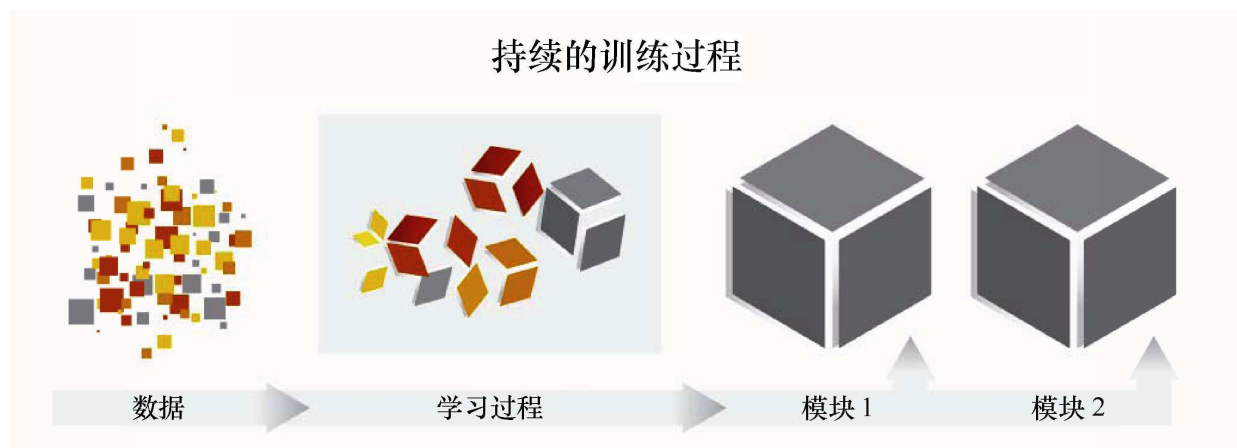 持续的训练过程
数据
学习过程
模块 1
模块 2